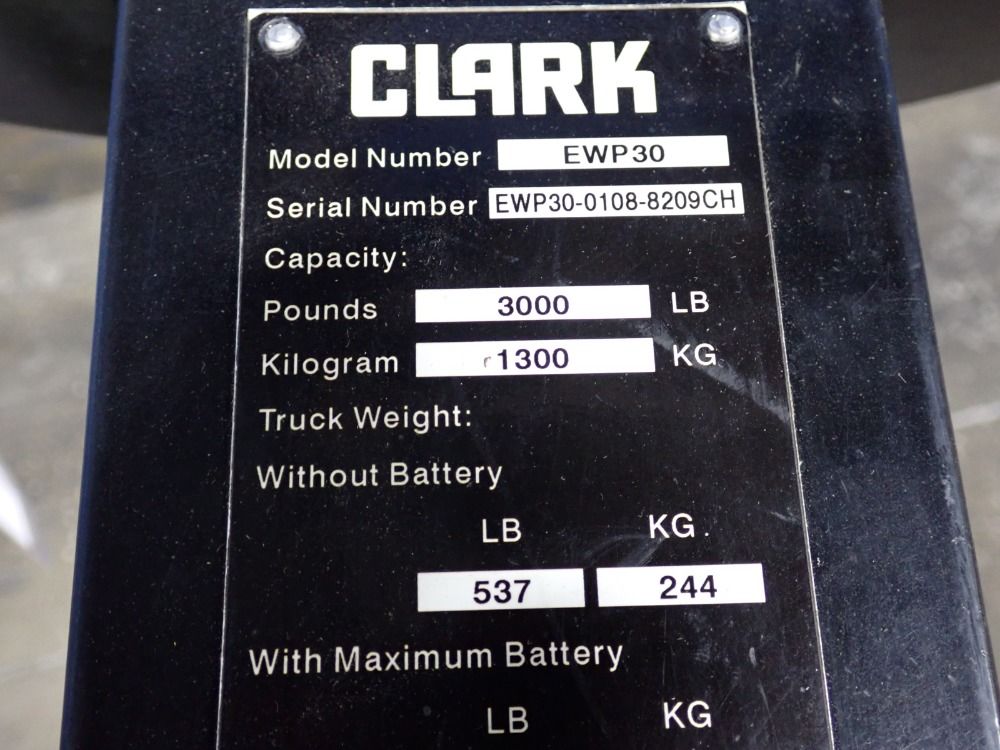 CLARK
Model Number EWP30
Serial Number EWP30-0108-8209CH
Capacity:
Pounds 3000 LB
Kilogram 1300 KG
Truck Weight:
Without Battery
LB KG.
537 244
With Maximum Battery
LB KG